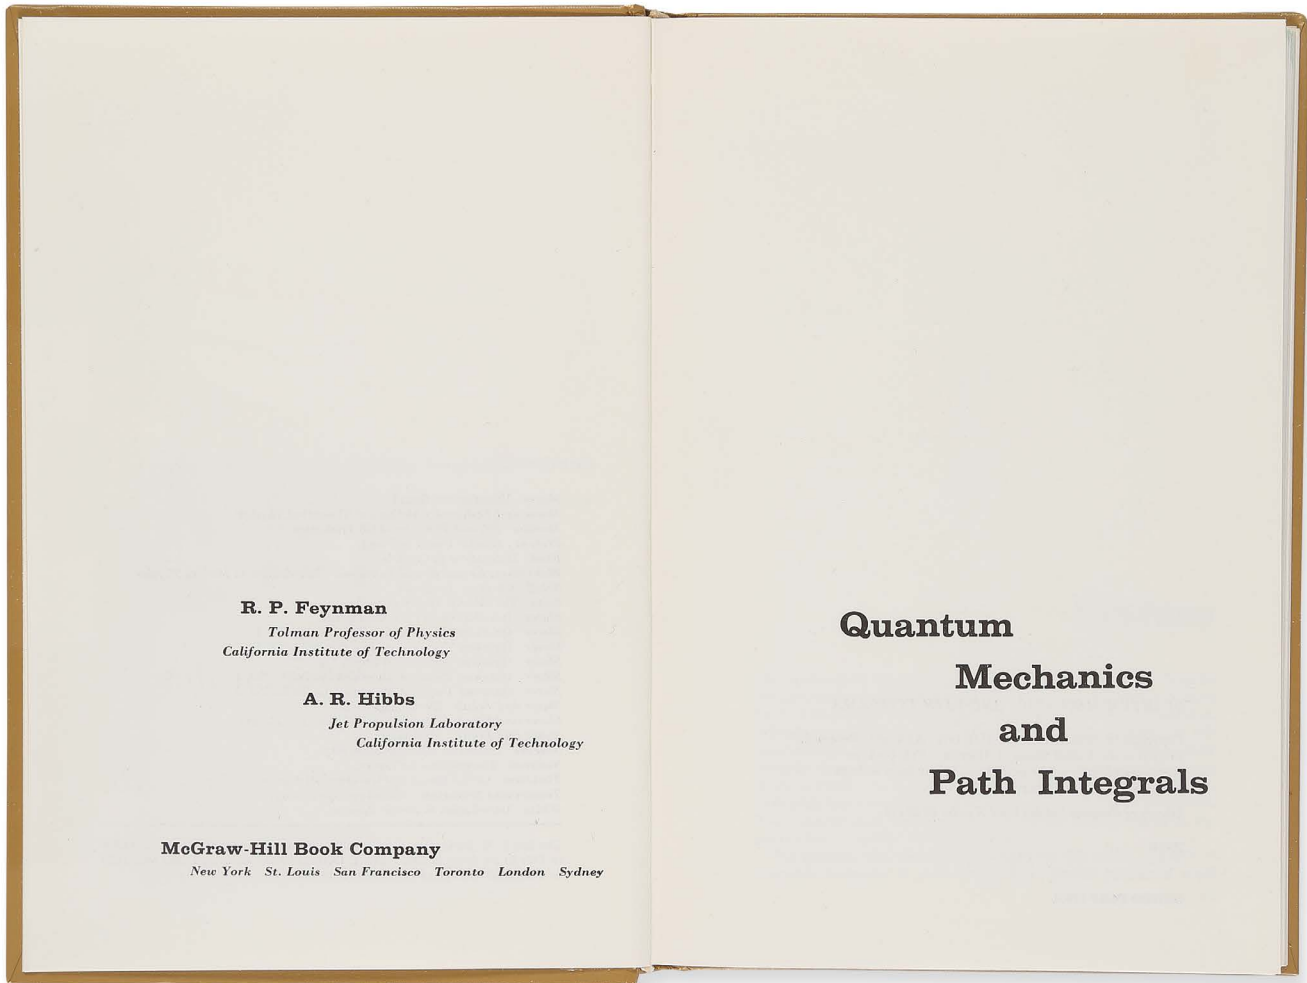 R. P. Feynman
Tolman Professor of Physics
California Institute of Technology
A. R. Hibbs
Jet Propulsion Laboratory
California Institute of Technology
McGraw-Hill Book Company
New York St. Louis San Francisco Toronto London Sydney
Quantum
Mechanics
and
Path Integrals